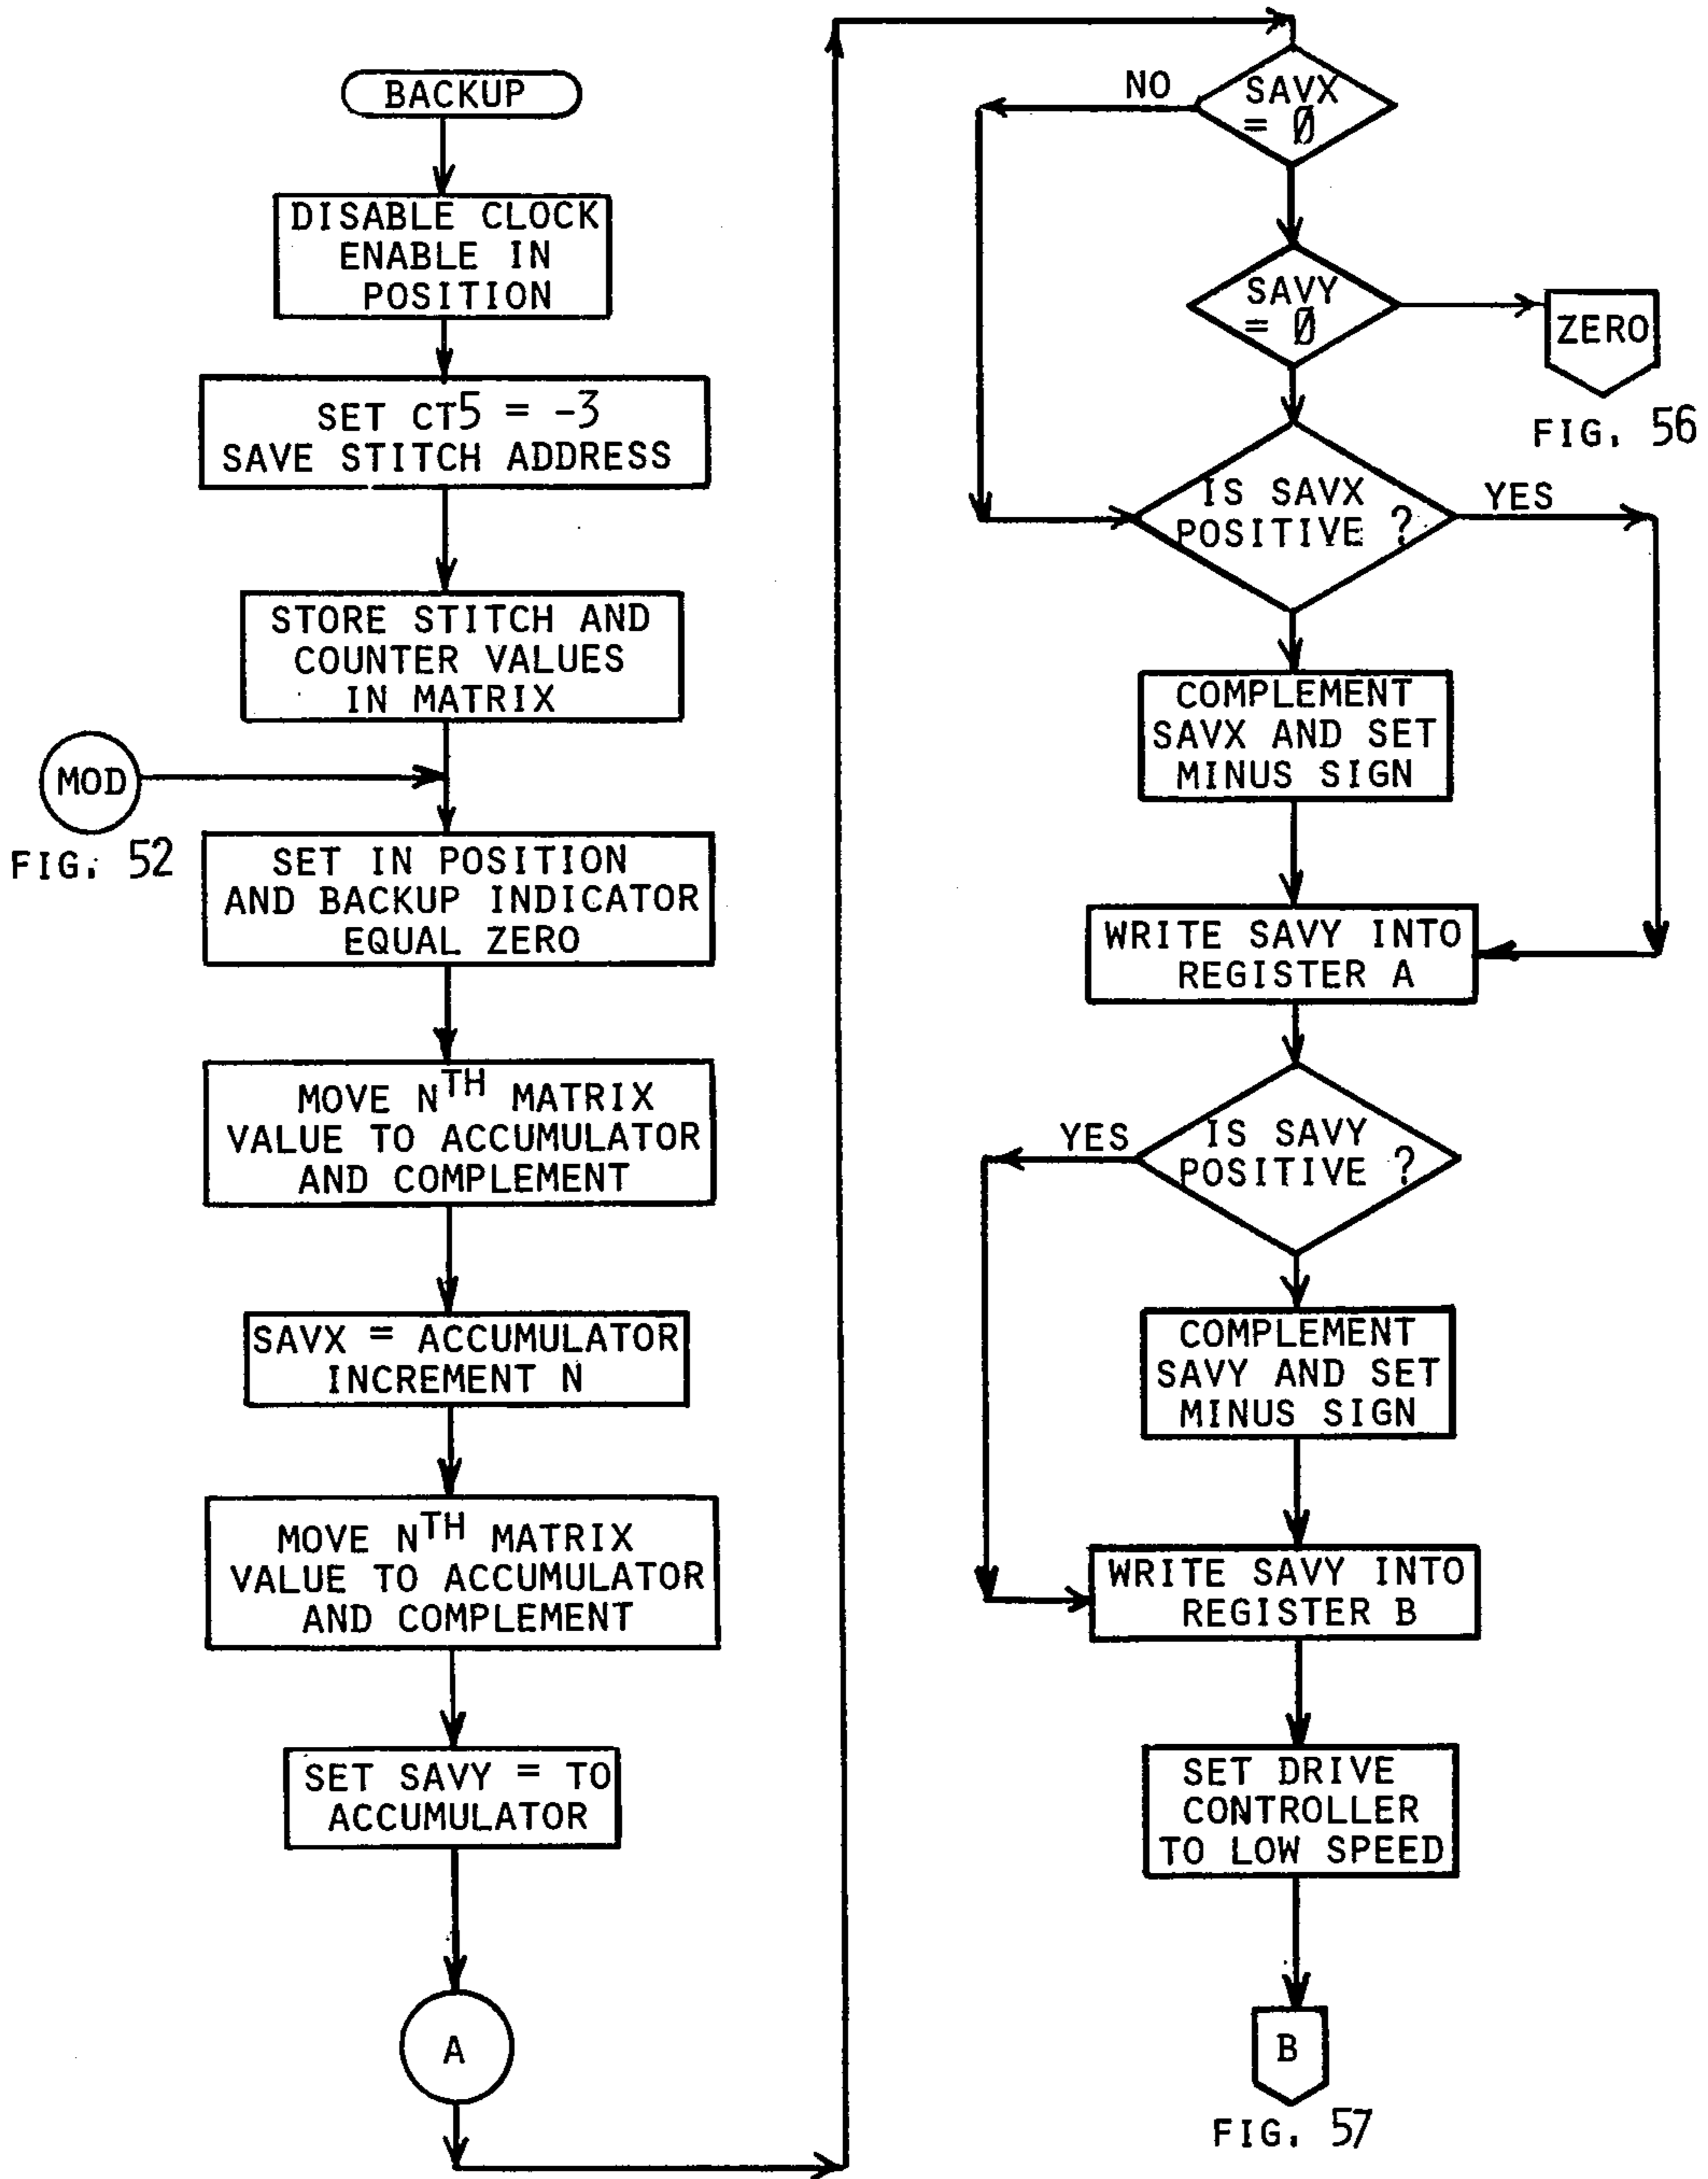 BACKUP
DISABLE CLOCK
ENABLE IN
POSITION
SET CT5 = -3
SAVE STITCH ADDRESS
STORE STITCH AND
COUNTER VALUES
IN MATRIX
MOD
FIG. 52
SET IN POSITION
AND BACKUP INDICATOR
EQUAL ZERO
MOVE NTH MATRIX
VALUE TO ACCUMULATOR
AND COMPLEMENT
SAVX = ACCUMULATOR
INCREMENT N
MOVE NTH MATRIX
VALUE TO ACCUMULATOR
AND COMPLEMENT
SET SAVY = TO
ACCUMULATOR
A
NO
SAVX
= Ø
SAVY
= Ø
ZERO
FIG. 56
IS SAVX
POSITIVE ?
YES
COMPLEMENT
SAVX AND SET
MINUS SIGN
WRITE SAVY INTO
REGISTER A
YES
IS SAVY
POSITIVE ?
COMPLEMENT
SAVY AND SET
MINUS SIGN
WRITE SAVY INTO
REGISTER B
SET DRIVE
CONTROLLER
TO LOW SPEED
B
FIG. 57